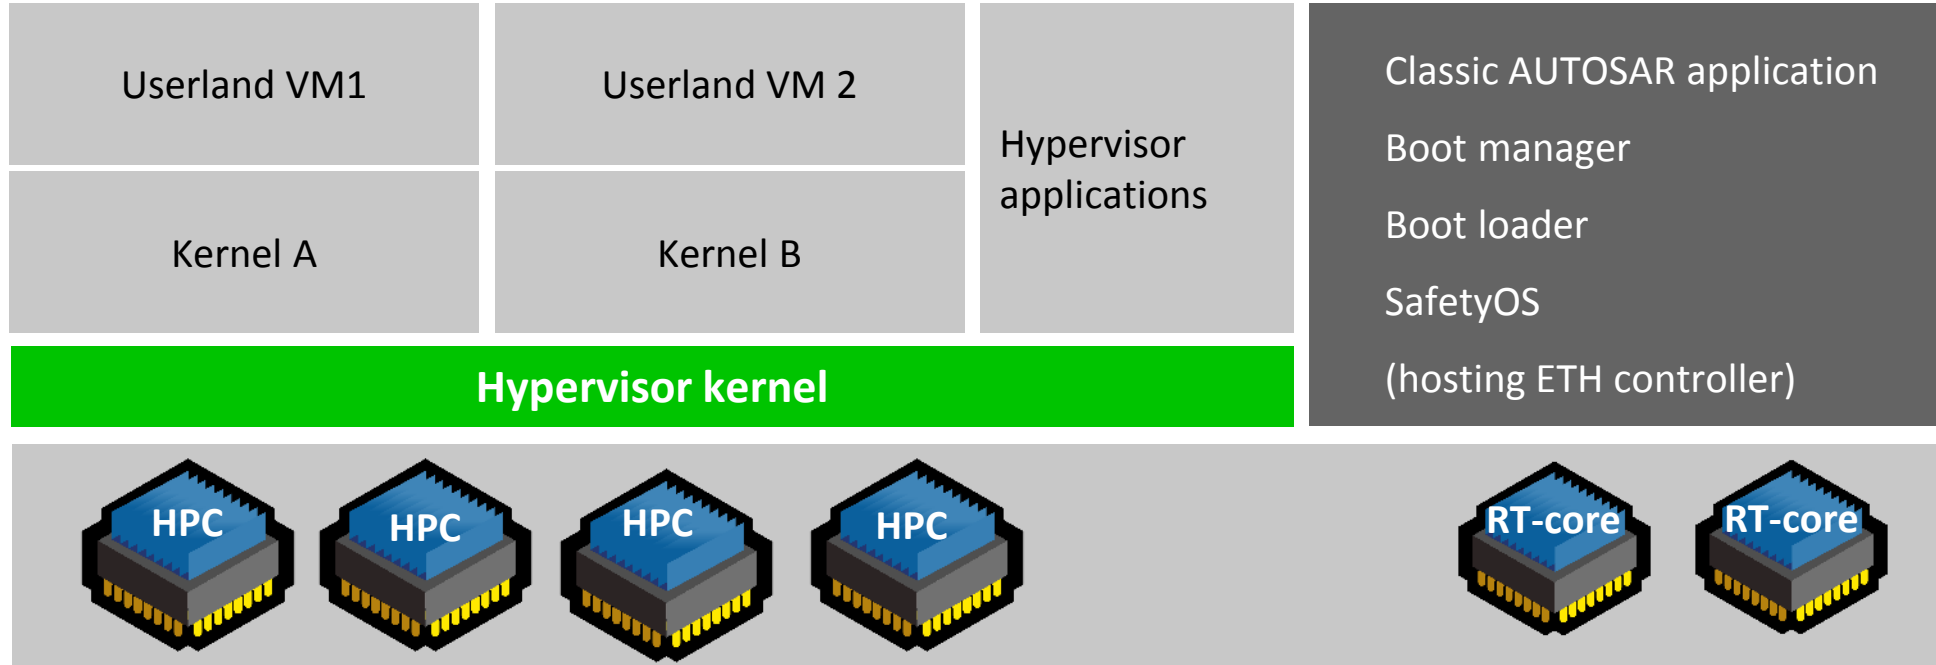 Userland VM1
Userland VM 2
Hypervisor
applications
Kernel A
Kernel B
Hypervisor kernel
Classic AUTOSAR application
Boot manager
Boot loader
SafetyOS
(hosting ETH controller)
HPC
HPC
HPC
HPC
RT-core
RT-core